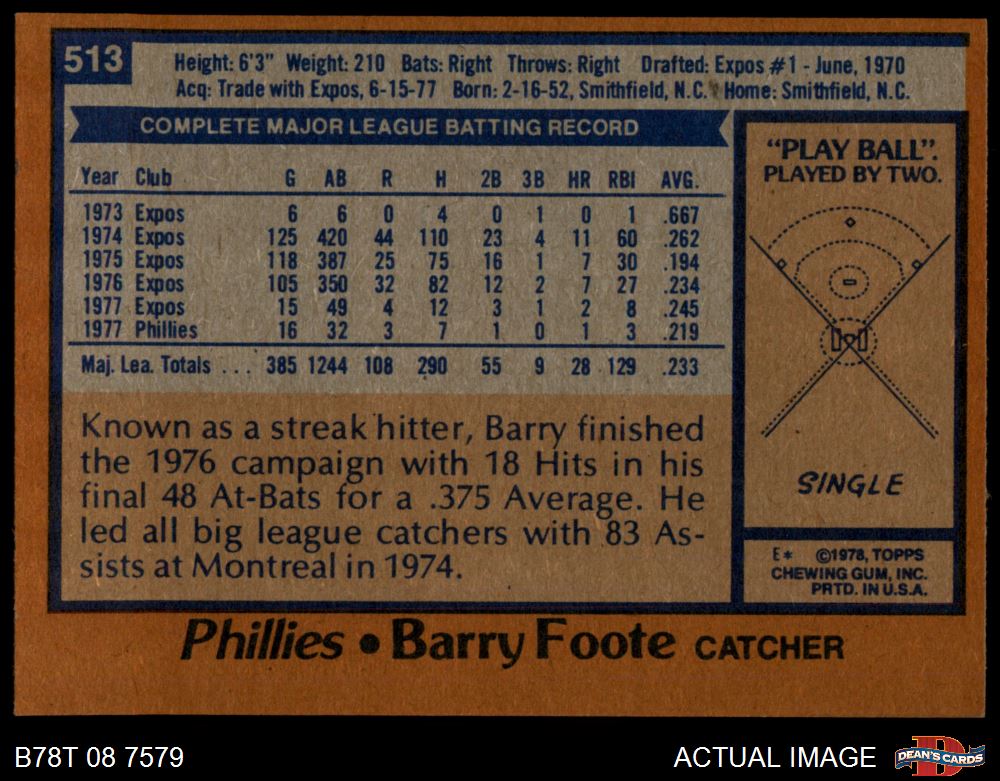 513
Height: 6'3" Weight: 210 Bats: Right Throws: Right Drafted: Expos #1 - June, 1970
Acq: Trade with Expos, 6-15-77 Born: 2-16-52, Smithfield, N.C. Home: Smithfield, N.C.
COMPLETE MAJOR LEAGUE BATTING RECORD
Year Club G AB R H 2B 3B HR RBI AVG.
1973 Expos 6 6 0 4 0 1 0 1 .667
1974 Expos 125 420 44 110 23 4 11 60 .262
1975 Expos 118 387 25 75 16 1 7 30 .194
1976 Expos 105 350 32 82 12 2 7 27 .234
1977 Expos 15 49 4 12 3 1 2 8 .245
1977 Phillies 16 32 3 7 1 0 1 3 .219
Maj. Lea. Totals . . . 385 1244 108 290 55 9 28 129 .233
Known as a streak hitter, Barry finished
the 1976 campaign with 18 Hits in his
final 48 At-Bats for a .375 Average. He
led all big league catchers with 83 As-
sists at Montreal in 1974.
"PLAY BALL".
PLAYED BY TWO.
SINGLE
E* ©1978, TOPPS
CHEWING GUM, INC.
PRTD. IN U.S.A.
Phillies • Barry Foote CATCHER
B78T 08 7579
ACTUAL IMAGE
D
DEAN'S CARDS